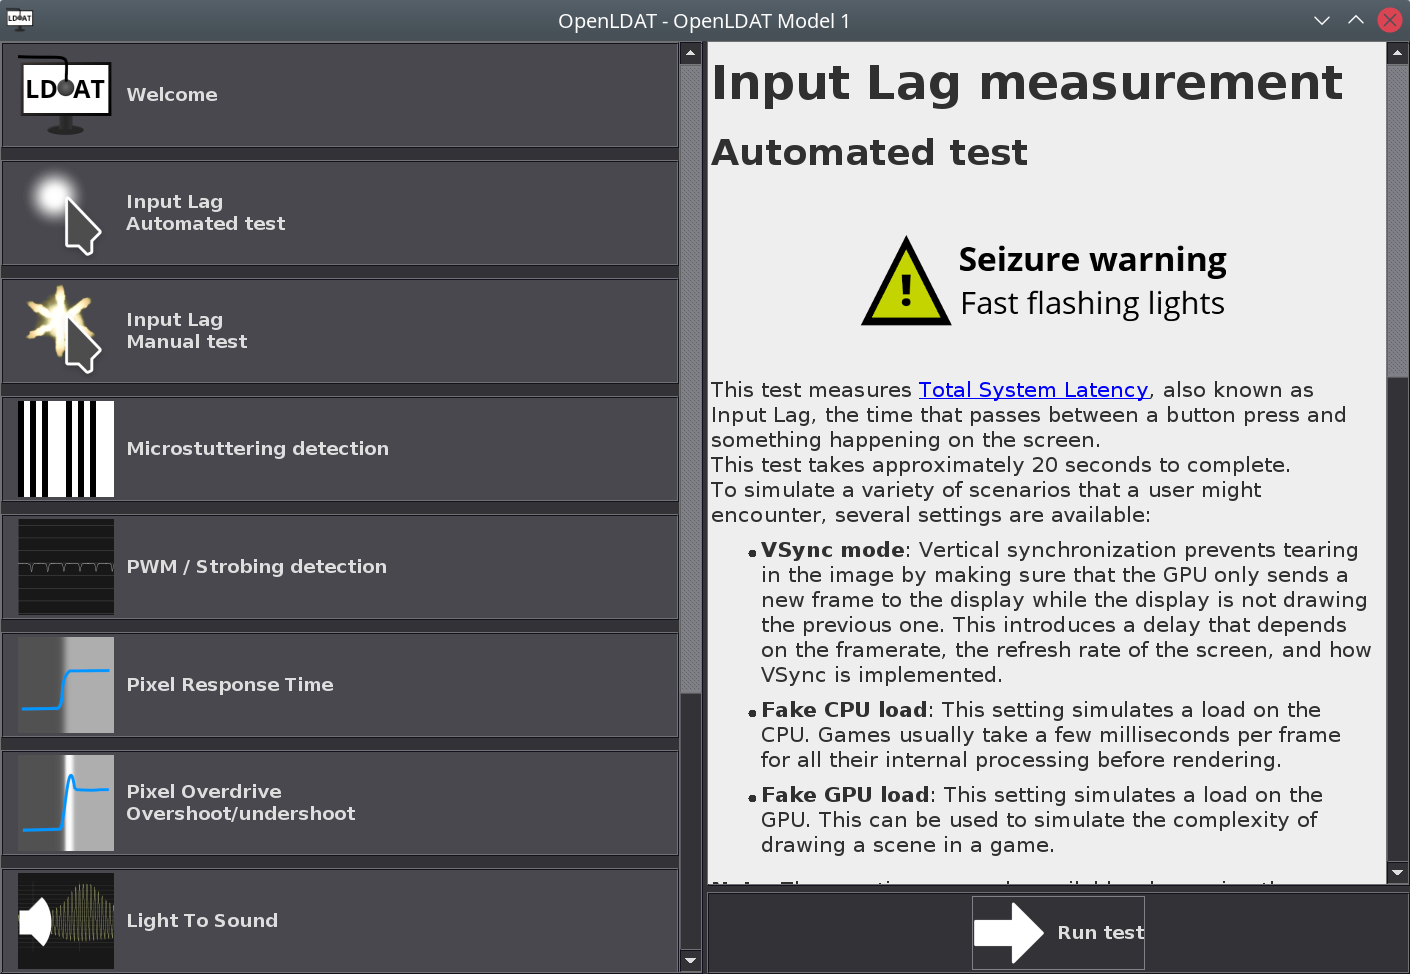 OpenLDAT - OpenLDAT Model 1
LDAT
LDAT
Welcome
Input Lag
Automated test
Input Lag
Manual test
Microstuttering detection
PWM / Strobing detection
Pixel Response Time
Pixel Overdrive
Overshoot/undershoot
Light To Sound
Input Lag measurement
Automated test
Seizure warning
Fast flashing lights
This test measures Total System Latency, also known as
Input Lag, the time that passes between a button press and
something happening on the screen.
This test takes approximately 20 seconds to complete.
To simulate a variety of scenarios that a user might
encounter, several settings are available:
VSync mode: Vertical synchronization prevents tearing
in the image by making sure that the GPU only sends a
new frame to the display while the display is not drawing
the previous one. This introduces a delay that depends
on the framerate, the refresh rate of the screen, and how
VSync is implemented.
Fake CPU load: This setting simulates a load on the
CPU. Games usually take a few milliseconds per frame
for all their internal processing before rendering.
Fake GPU load: This setting simulates a load on the
GPU. This can be used to simulate the complexity of
drawing a scene in a game.
Run test